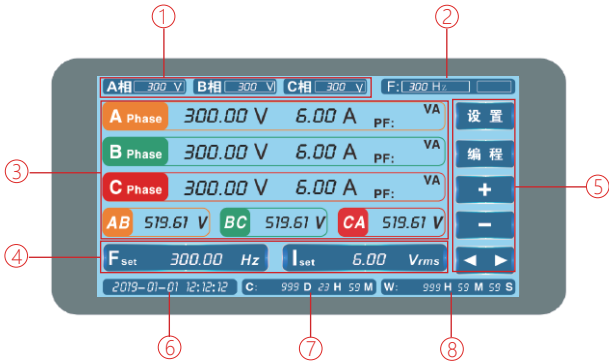 ① ②
A相 300 V B相 300 V C相 300 V F: 300 Hz
A Phase 300.00 V 6.00 A PF: VA 设置
B Phase 300.00 V 6.00 A PF: VA 编程
③ C Phase 300.00 V 6.00 A PF: VA + ⑤
AB 519.61 V BC 519.61 V CA 519.61 V −
④ Fset 300.00 Hz Iset 6.00 Vrms ◀ ▶
2019-01-01 12:12:12 C: 999 D 23 H 59 M W: 999 H 59 M 59 S
⑥ ⑦ ⑧